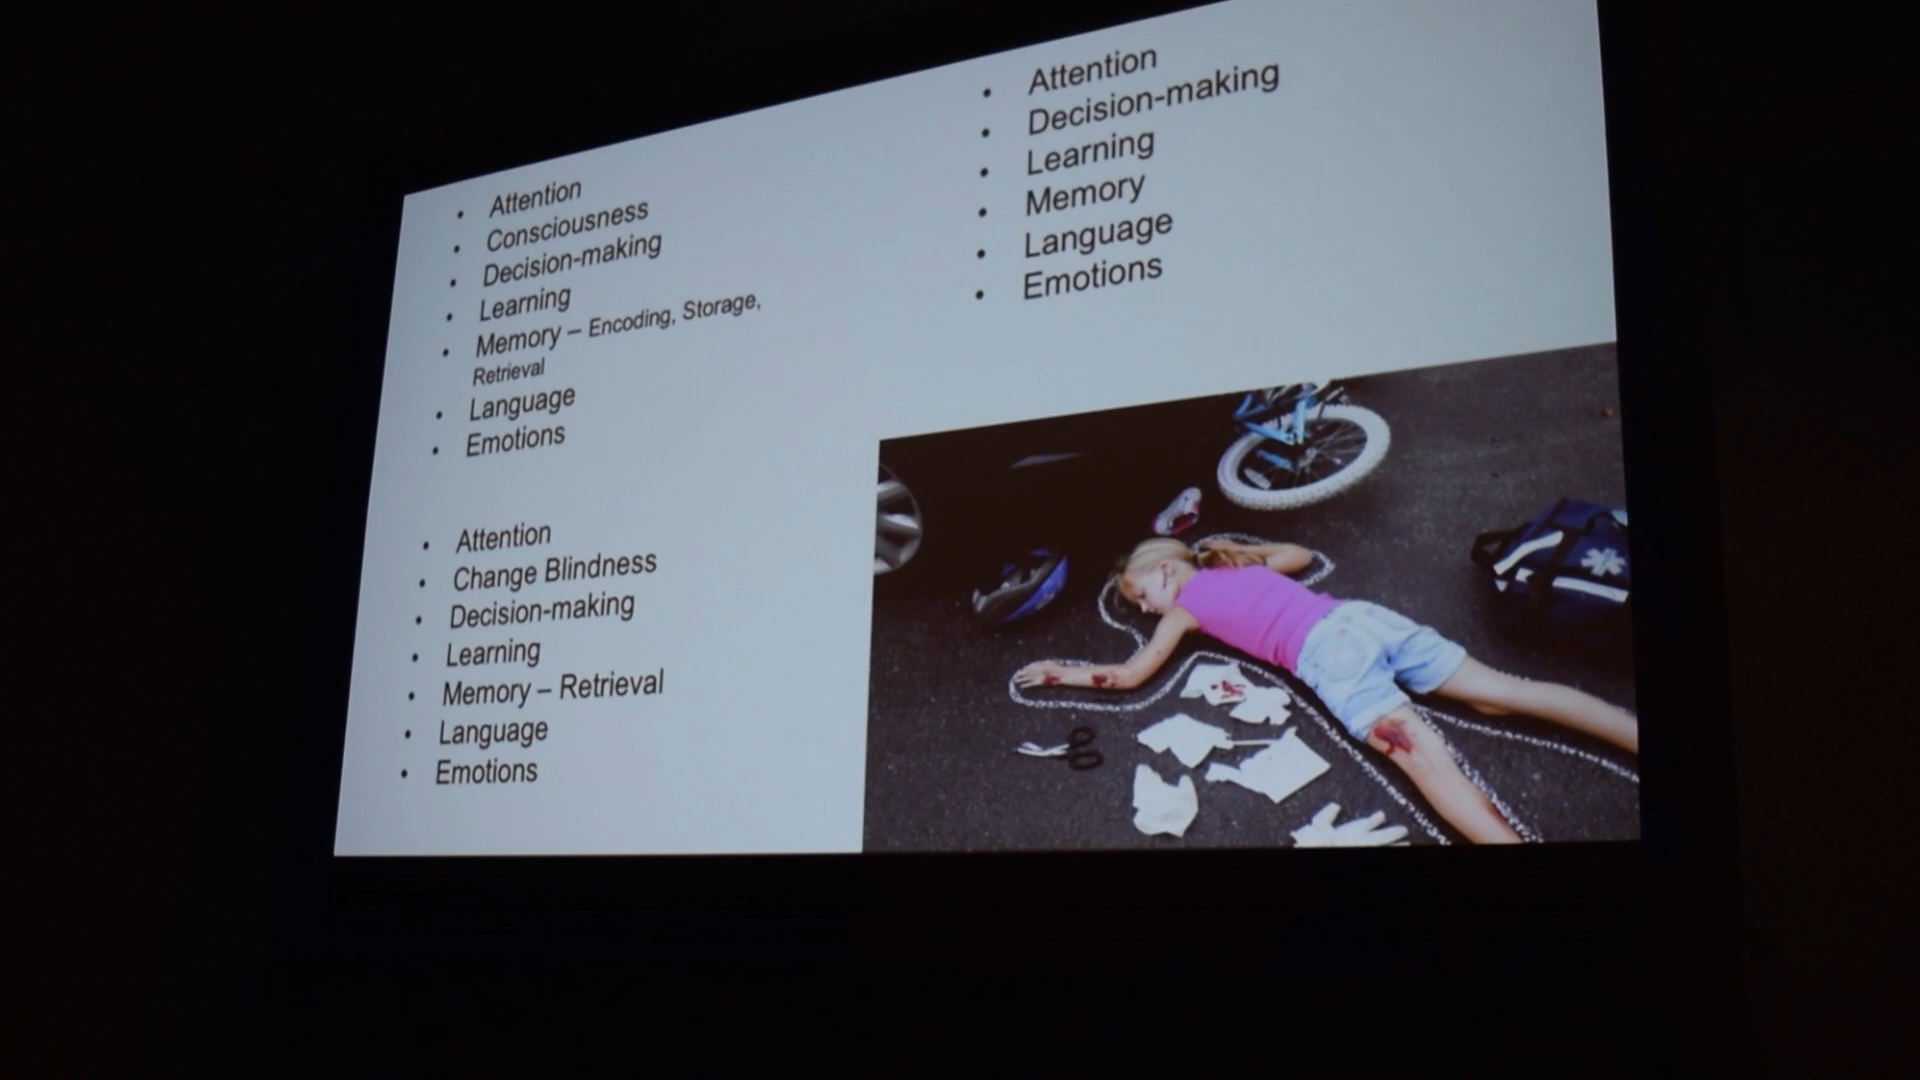 • Attention
• Consciousness
• Decision-making
• Learning
• Memory – Encoding, Storage,
Retrieval
• Language
• Emotions
• Attention
• Change Blindness
• Decision-making
• Learning
• Memory – Retrieval
• Language
• Emotions
• Attention
• Decision-making
• Learning
• Memory
• Language
• Emotions